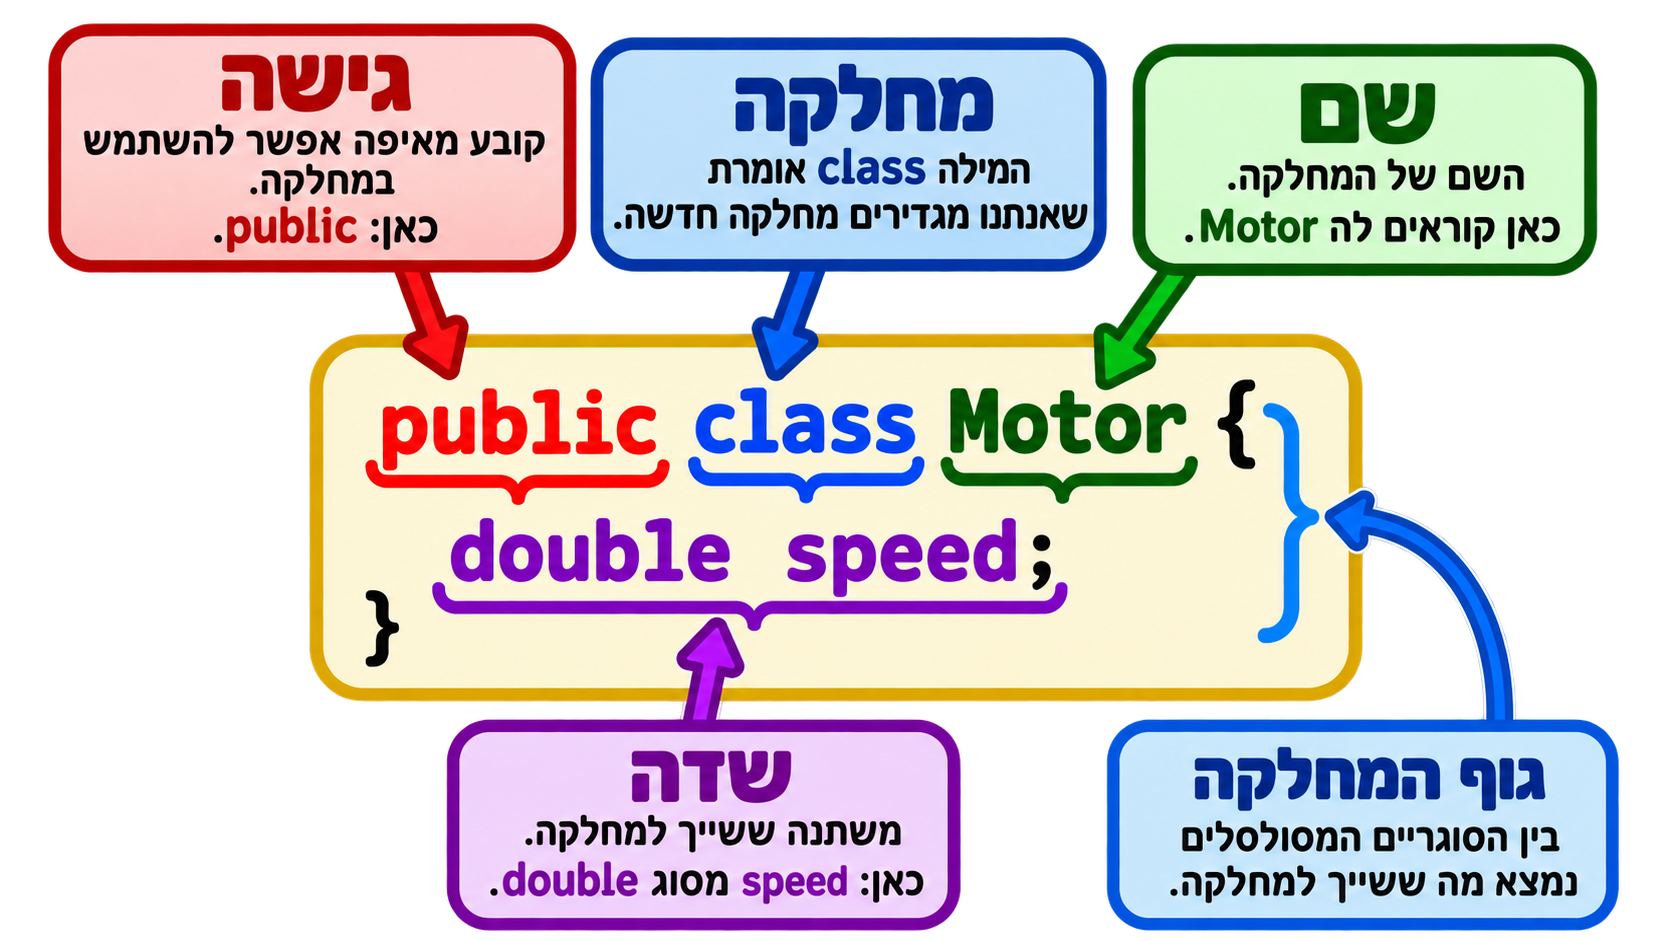 גישה
קובע מאיפה אפשר להשתמש
במחלקה.
כאן: public.
מחלקה
המילה class אומרת
שאנתנו מגדירים מחלקה חדשה.
שם
השם של המחלקה.
כאן קוראים לה Motor.
public class Motor {
double speed;
}
שדה
משתנה ששייך למחלקה.
כאן: speed מסוג double.
גוף המחלקה
בין הסוגריים המסולסלים
נמצא מה ששייך למחלקה.